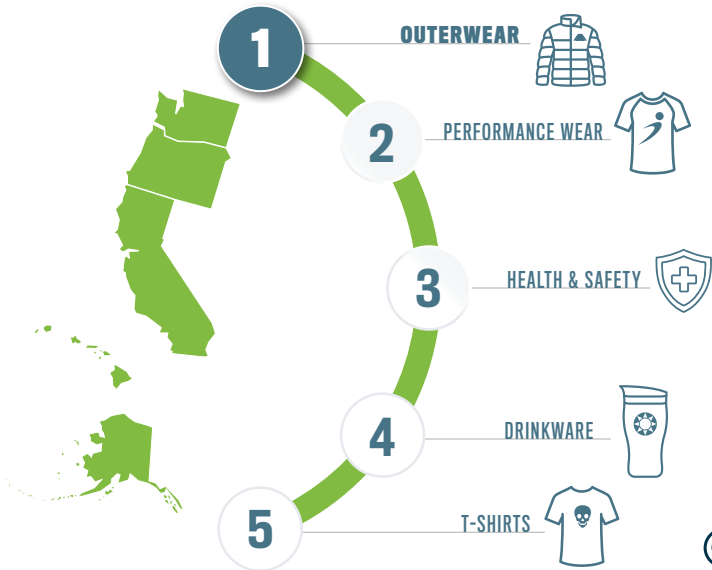 1
OUTERWEAR
2
PERFORMANCE WEAR
3
HEALTH & SAFETY
4
DRINKWARE
5
T-SHIRTS